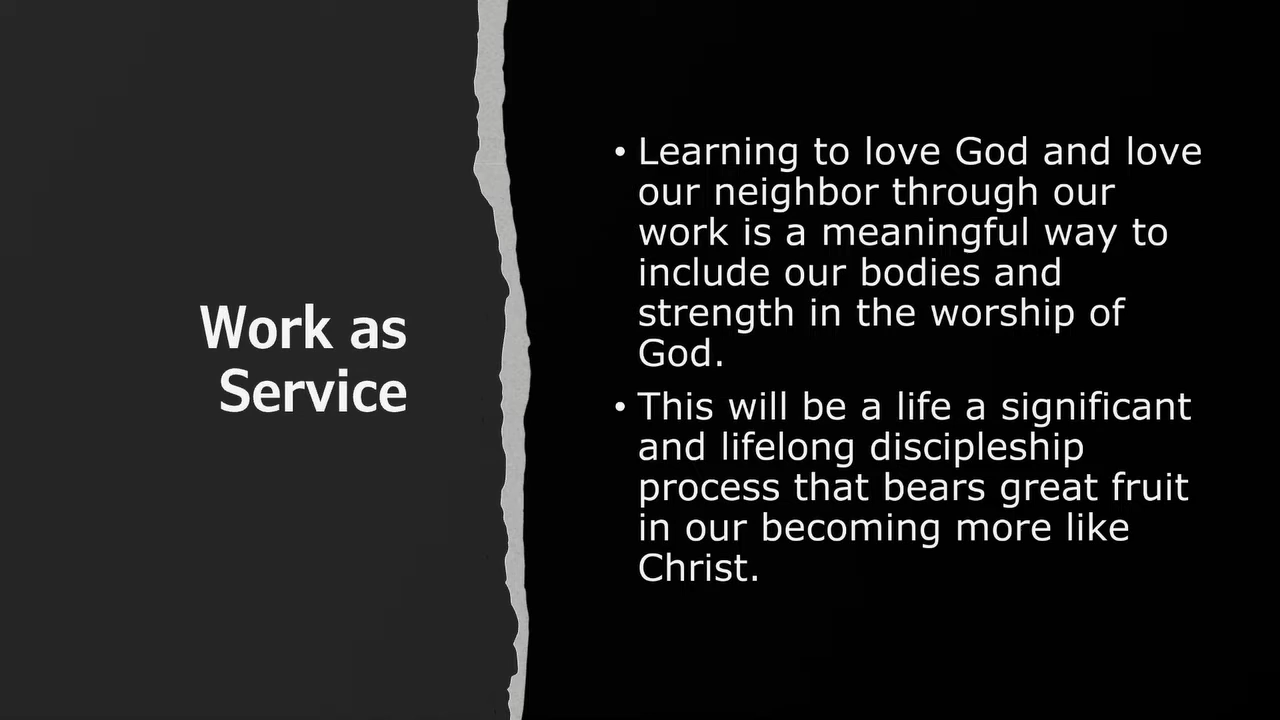 Work as
Service
• Learning to love God and love
our neighbor through our
work is a meaningful way to
include our bodies and
strength in the worship of
God.
• This will be a life a significant
and lifelong discipleship
process that bears great fruit
in our becoming more like
Christ.